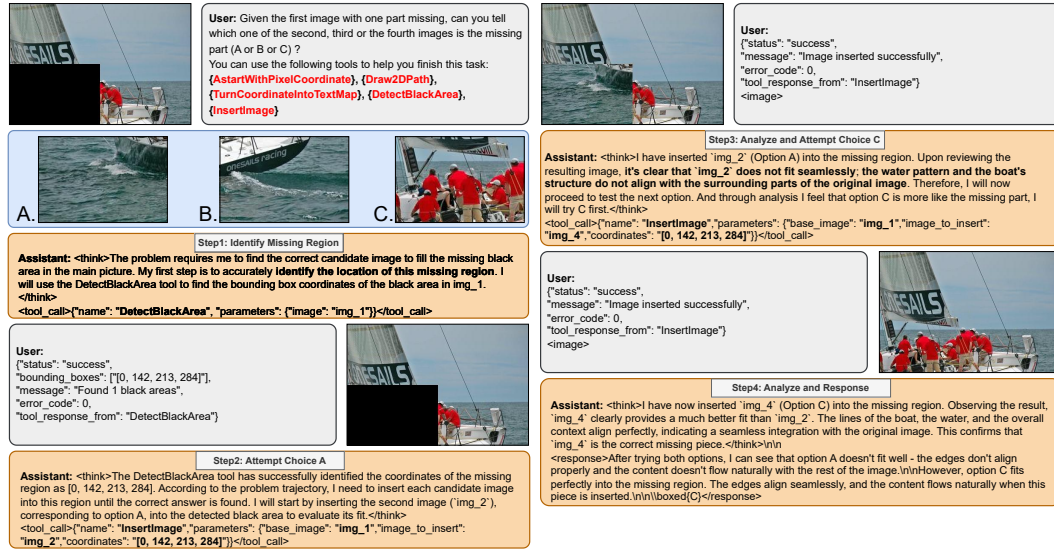 User: Given the first image with one part missing, can you tell
which one of the second, third or the fourth images is the missing
part (A or B or C) ?
You can use the following tools to help you finish this task:
{AstartWithPixelCoordinate}, {Draw2DPath},
{TurnCoordinateIntoTextMap}, {DetectBlackArea},
{InsertImage}
ONESAILS
A.
B.
onesails racing
C.
Step1: Identify Missing Region
Assistant: <think>The problem requires me to find the correct candidate image to fill the missing black
area in the main picture. My first step is to accurately identify the location of this missing region. I
will use the DetectBlackArea tool to find the bounding box coordinates of the black area in img_1.
</think>
<tool_call>{"name": "DetectBlackArea", "parameters": {"image": "img_1"}}</tool_call>
User:
{"status": "success",
"bounding_boxes": ["[0, 142, 213, 284]"],
"message": "Found 1 black areas",
"error_code": 0,
"tool_response_from": "DetectBlackArea"}
Step2: Attempt Choice A
Assistant: <think>The DetectBlackArea tool has successfully identified the coordinates of the missing
region as [0, 142, 213, 284]. According to the problem trajectory, I need to insert each candidate image
into this region until the correct answer is found. I will start by inserting the second image (`img_2`),
corresponding to option A, into the detected black area to evaluate its fit.</think>
<tool_call>{"name": "InsertImage","parameters": {"base_image": "img_1","image_to_insert":
"img_2","coordinates": "[0, 142, 213, 284]"}}</tool_call>
User:
{"status": "success",
"message": "Image inserted successfully",
"error_code": 0,
"tool_response_from": "InsertImage"}
<image>
Step3: Analyze and Attempt Choice C
Assistant: <think>I have inserted `img_2` (Option A) into the missing region. Upon reviewing the
resulting image, it's clear that `img_2` does not fit seamlessly; the water pattern and the boat's
structure do not align with the surrounding parts of the original image. Therefore, I will now
proceed to test the next option. And through analysis I feel that option C is more like the missing part, I
will try C first.</think>
<tool_call>{"name": "InsertImage","parameters": {"base_image": "img_1","image_to_insert":
"img_4","coordinates": "[0, 142, 213, 284]"}}</tool_call>
User:
{"status": "success",
"message": "Image inserted successfully",
"error_code": 0,
"tool_response_from": "InsertImage"}
<image>
Step4: Analyze and Response
Assistant: <think>I have now inserted `img_4` (Option C) into the missing region. Observing the result,
`img_4` clearly provides a much better fit than `img_2`. The lines of the boat, the water, and the overall
context align perfectly, indicating a seamless integration with the original image. This confirms that
`img_4` is the correct missing piece.</think>\n\n
<response>After trying both options, I can see that option A doesn't fit well - the edges don't align
properly and the content doesn't flow naturally with the rest of the image.\n\nHowever, option C fits
perfectly into the missing region. The edges align seamlessly, and the content flows naturally when this
piece is inserted.\n\n\\boxed{C}</response>